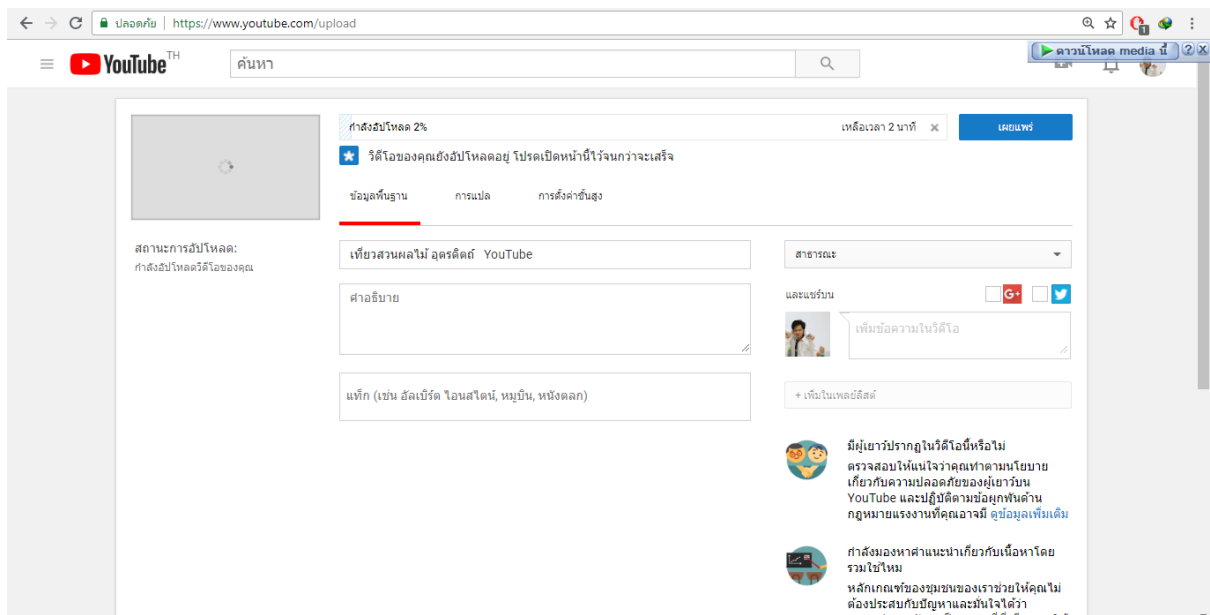 ปลอดภัย | https://www.youtube.com/upload
ดาวน์โหลด media นี้ ? X
YouTube TH
ค้นหา
กำลังอัปโหลด 2%
เหลือเวลา 2 นาที
เผยแพร่
วิดีโอของคุณยังอัปโหลดอยู่ โปรดเปิดหน้านี้ไว้จนกว่าจะเสร็จ
ข้อมูลพื้นฐาน การแปล การตั้งค่าขั้นสูง
สถานะการอัปโหลด:
กำลังอัปโหลดวิดีโอของคุณ
เที่ยวสวนผลไม้ อุตรดิตถ์ YouTube
คำอธิบาย
แท็ก (เช่น อัลเบิร์ต ไอนสไตน์, หมูบิน, หนังตลก)
สาธารณะ
และแชร์บน
G+
เพิ่มข้อความในวิดีโอ
+ เพิ่มในเพลย์ลิสต์
มีผู้เยาว์ปรากฏในวิดีโอนี้หรือไม่
ตรวจสอบให้แน่ใจว่าคุณทำตามนโยบาย
เกี่ยวกับความปลอดภัยของผู้เยาว์บน
YouTube และปฏิบัติตามข้อผูกพันด้าน
กฎหมายแรงงานที่คุณอาจมี ดูข้อมูลเพิ่มเติม
กำลังมองหาคำแนะนำเกี่ยวกับเนื้อหาโดย
รวมใช่ไหม
หลักเกณฑ์ของชุมชนของเราช่วยให้คุณไม่
ต้องประสบกับปัญหาและมั่นใจได้ว่า